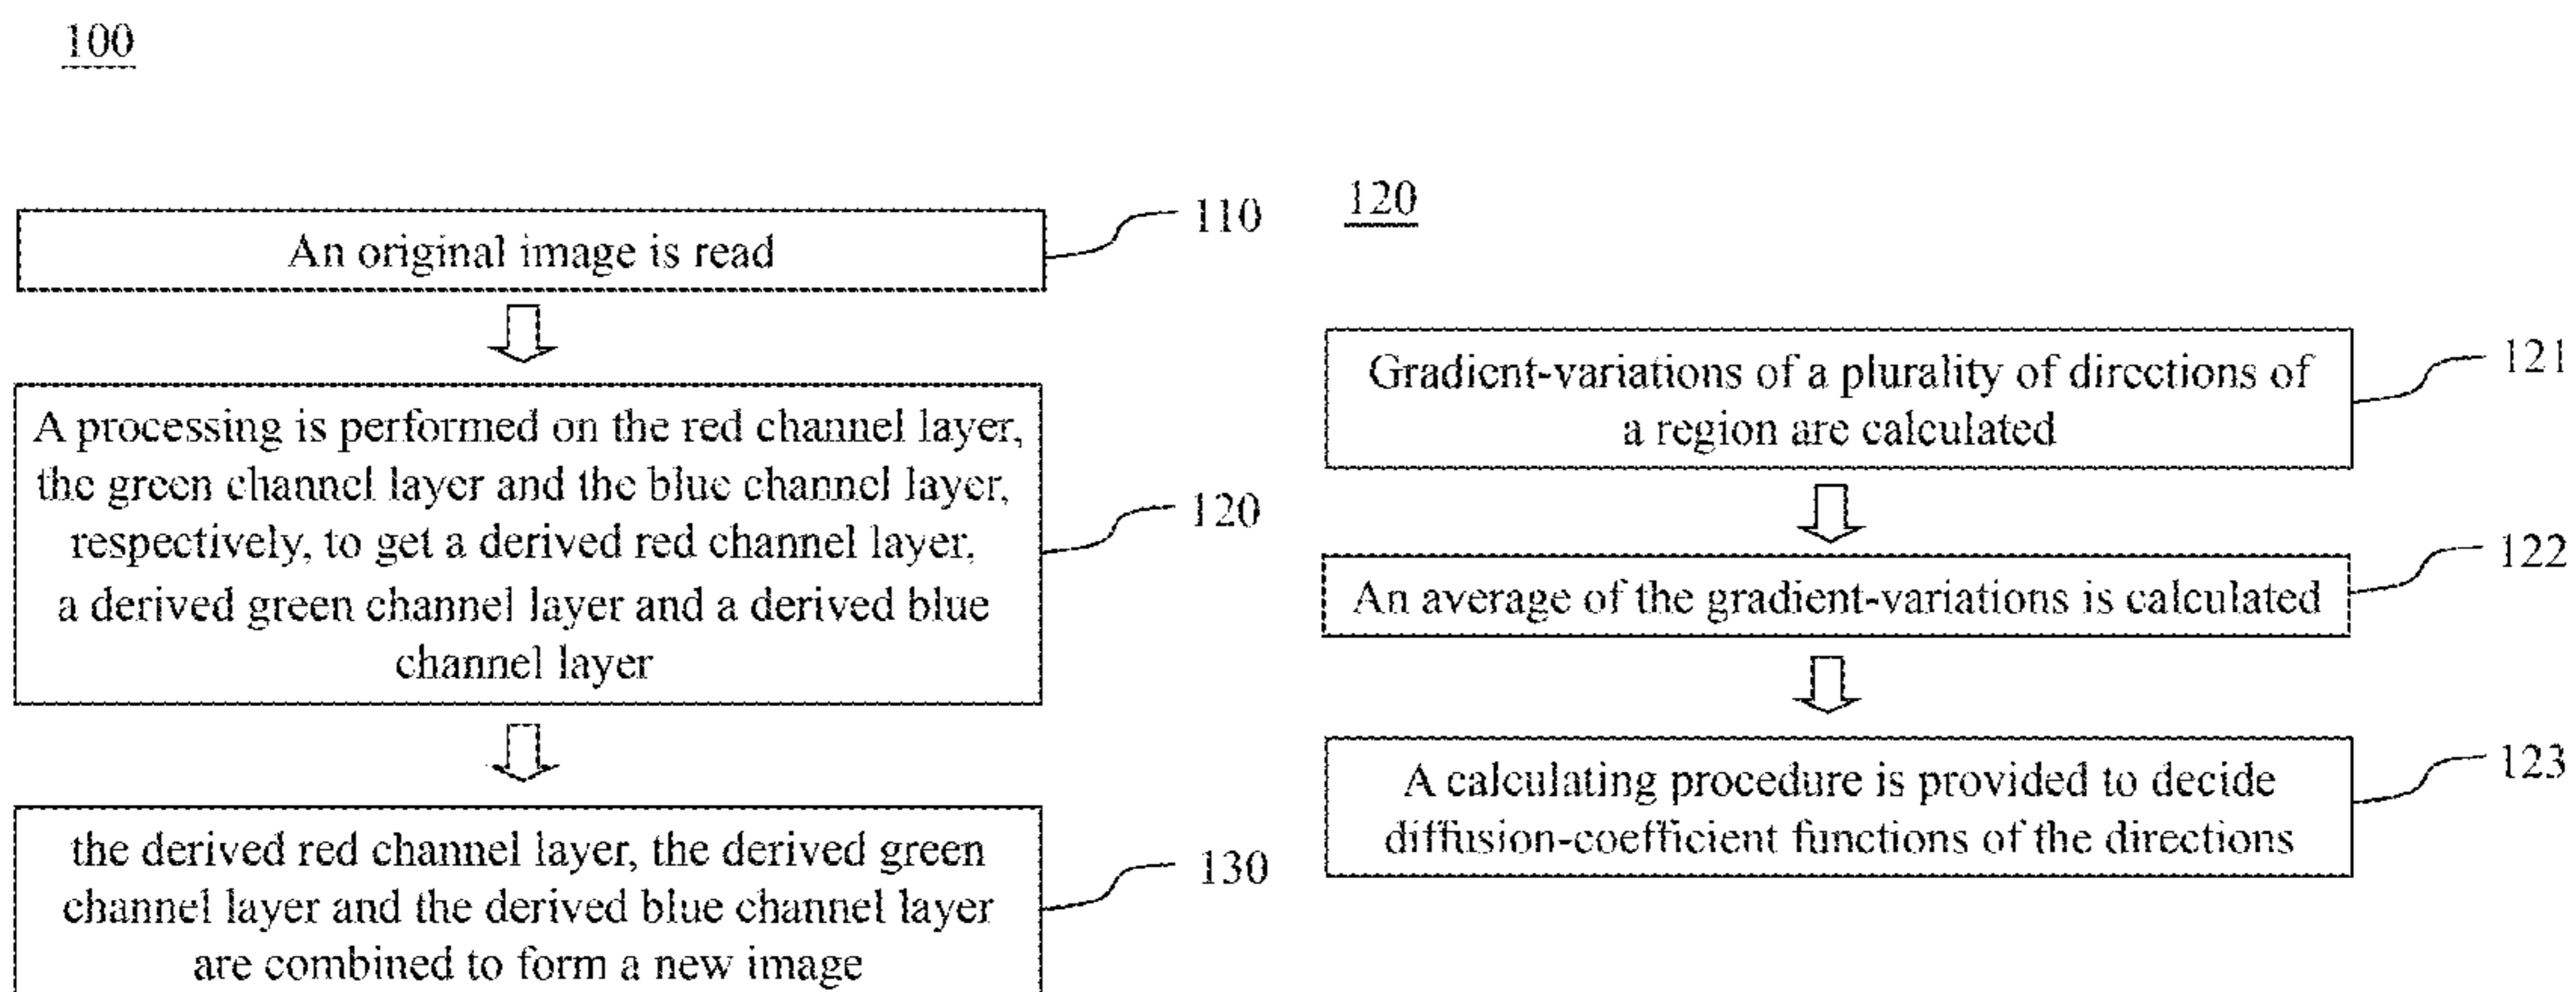 100
An original image is read
110
A processing is performed on the red channel layer,
the green channel layer and the blue channel layer,
respectively, to get a derived red channel layer,
a derived green channel layer and a derived blue
channel layer
120
the derived red channel layer, the derived green
channel layer and the derived blue channel layer
are combined to form a new image
130
120
Gradient-variations of a plurality of directions of
a region are calculated
121
An average of the gradient-variations is calculated
122
A calculating procedure is provided to decide
diffusion-coefficient functions of the directions
123